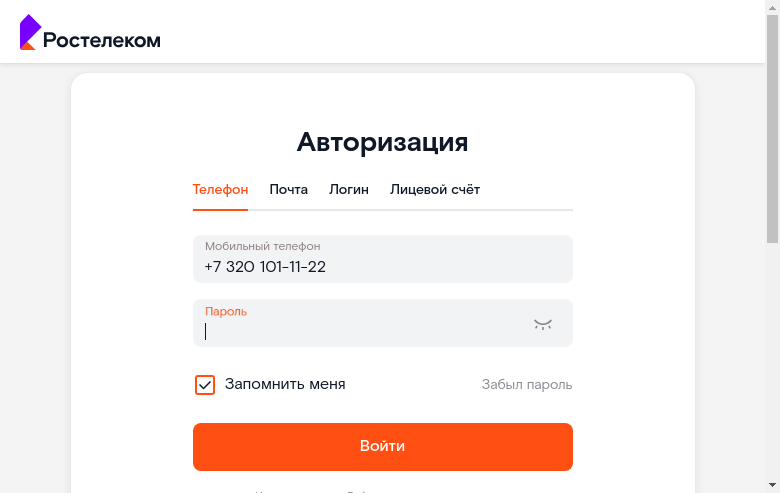 Ростелеком
Авторизация
Телефон Почта Логин Лицевой счёт
Мобильный телефон
+7 320 101-11-22
Пароль
Запомнить меня Забыл пароль
Войти